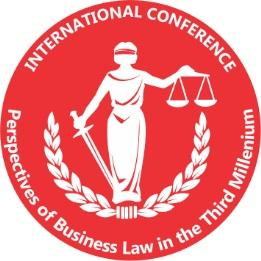 INTERNATIONAL CONFERENCE
Perspectives of Business Law in the Third Millenium